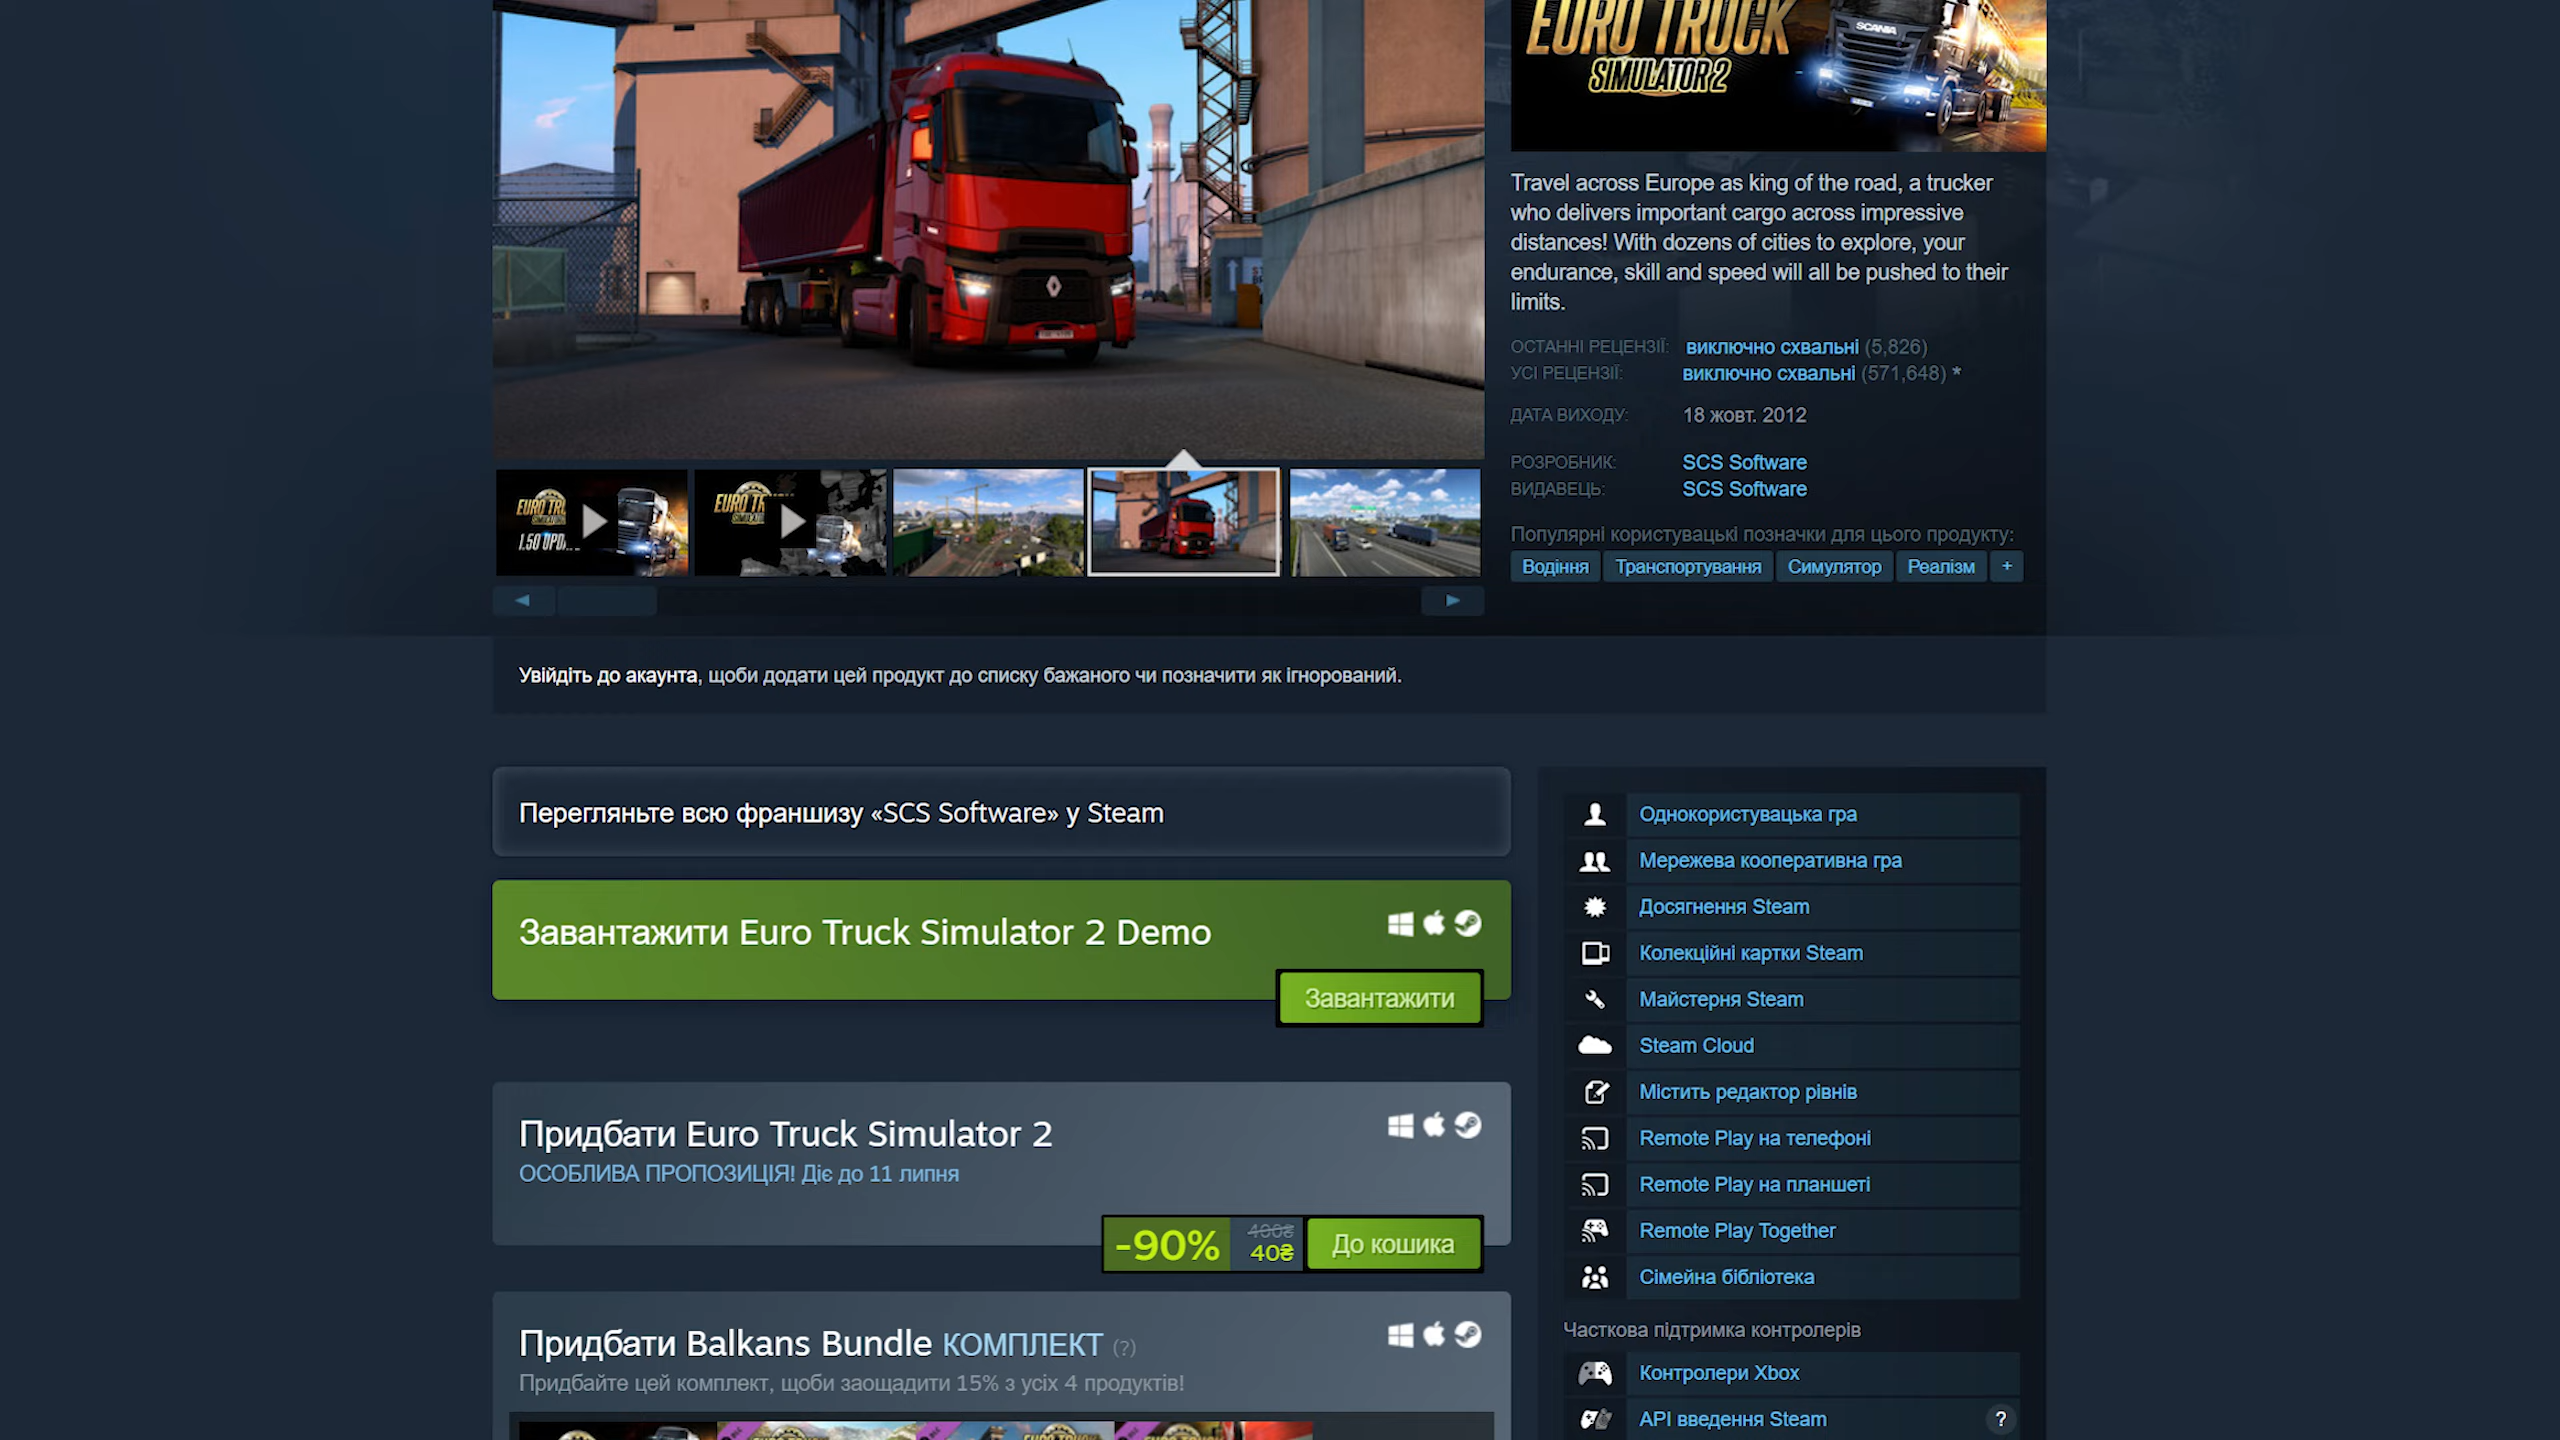 EURO TRUCK
SIMULATOR 2
SCANIA
Travel across Europe as king of the road, a trucker
who delivers important cargo across impressive
distances! With dozens of cities to explore, your
endurance, skill and speed will all be pushed to their
limits.
ОСТАННІ РЕЦЕНЗІЇ: виключно схвальні (5,826)
УСІ РЕЦЕНЗІЇ: виключно схвальні (571,648) *
ДАТА ВИХОДУ: 18 жовт. 2012
РОЗРОБНИК: SCS Software
ВИДАВЕЦЬ: SCS Software
Популярні користувацькі позначки для цього продукту:
Водіння Транспортування Симулятор Реалізм +
Увійдіть до акаунта, щоби додати цей продукт до списку бажаного чи позначити як ігнорований.
Перегляньте всю франшизу «SCS Software» у Steam
Завантажити Euro Truck Simulator 2 Demo
Завантажити
Придбати Euro Truck Simulator 2
ОСОБЛИВА ПРОПОЗИЦІЯ! Діє до 11 липня
-90% 400₴ 40₴ До кошика
Придбати Balkans Bundle КОМПЛЕКТ (?)
Придбайте цей комплект, щоби заощадити 15% з усіх 4 продуктів!
Однокористувацька гра
Мережева кооперативна гра
Досягнення Steam
Колекційні картки Steam
Майстерня Steam
Steam Cloud
Містить редактор рівнів
Remote Play на телефоні
Remote Play на планшеті
Remote Play Together
Сімейна бібліотека
Часткова підтримка контролерів
Контролери Xbox
API введення Steam ?